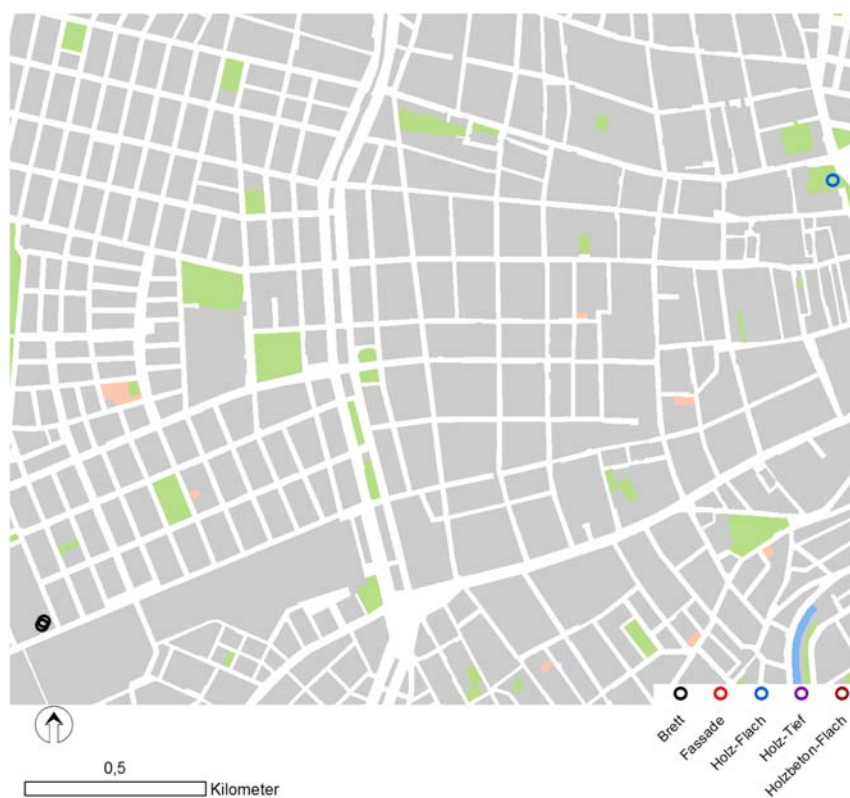 Brett
Fassade
Holz-Flach
Holz-Tief
Holzbeton-Flach
0,5
Kilometer